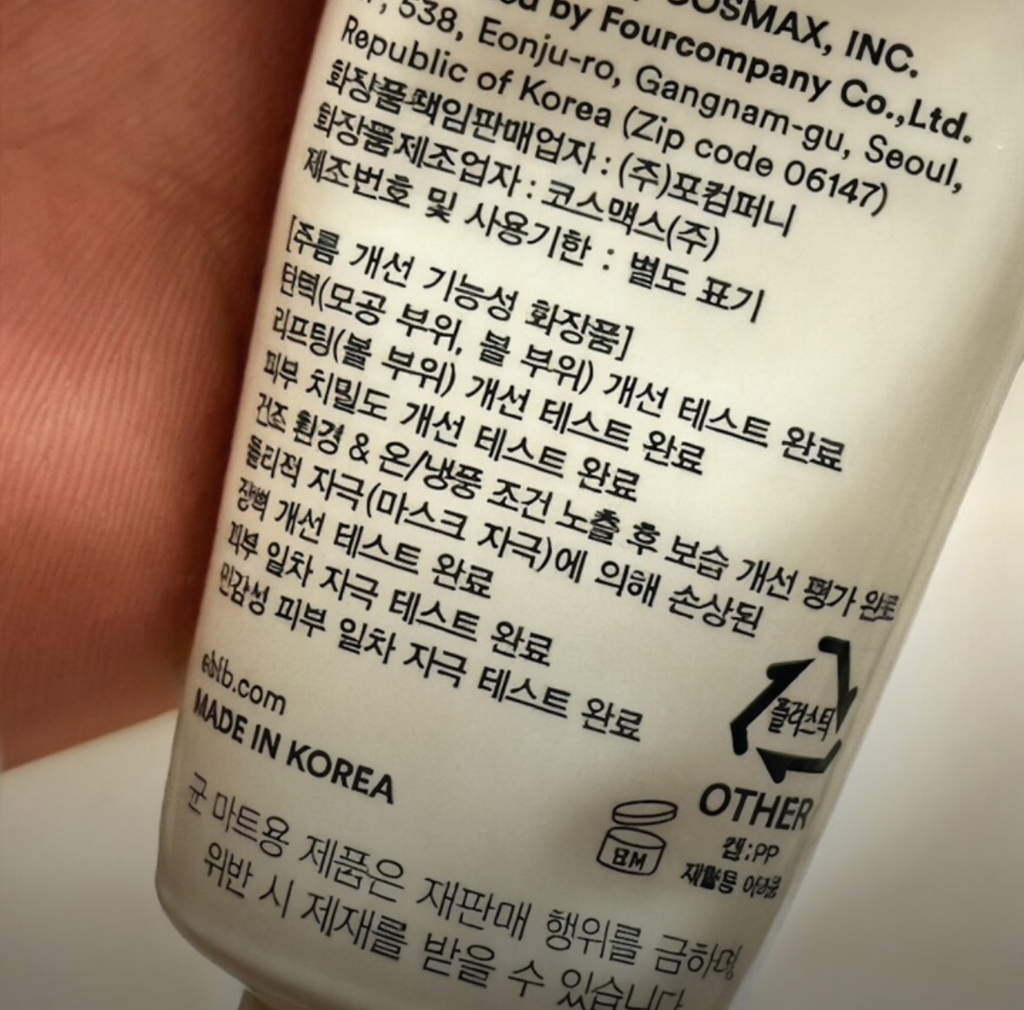 COSMAX, INC.
by Fourcompany Co.,Ltd.
538, Eonju-ro, Gangnam-gu, Seoul,
Republic of Korea (Zip code 06147)
화장품책임판매업자 : (주)포컴퍼니
화장품제조업자 : 코스맥스(주)
제조번호 및 사용기한 : 별도 표기
[주름 개선 기능성 화장품]
탄력(모공 부위, 볼 부위) 개선 테스트 완료
리프팅(볼 부위) 개선 테스트 완료
피부 치밀도 개선 테스트 완료
건조 환경 & 온/냉풍 조건 노출 후 보습 개선 평가 완료
물리적 자극(마스크 자극)에 의해 손상된
장벽 개선 테스트 완료
피부 일차 자극 테스트 완료
민감성 피부 일차 자극 테스트 완료
MADE IN KOREA
플라스틱
OTHER
캡:PP
재활용
군 마트용 제품은 재판매 행위를 금하며,
위반 시 제재를 받을 수 있습니다.